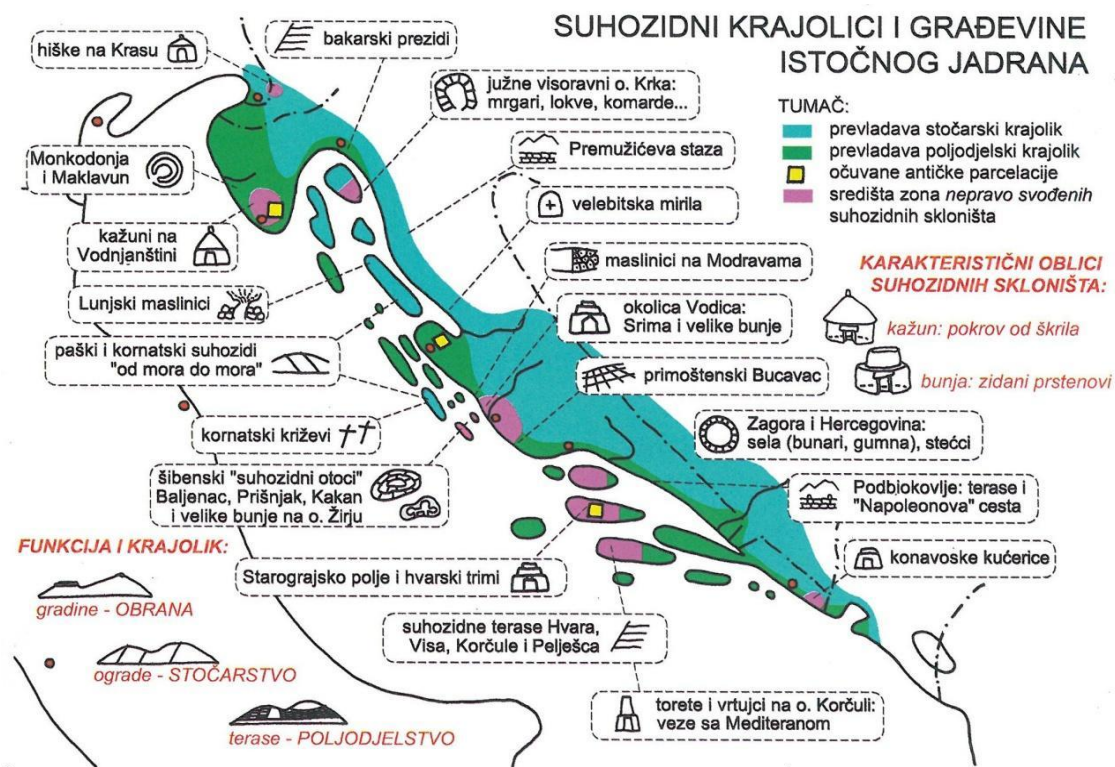 SUHOZIDNI KRAJOLICI I GRAĐEVINE
ISTOČNOG JADRANA
TUMAČ:
prevladava stočarski krajolik
prevladava poljodjelski krajolik
očuvane antičke parcelacije
središta zona nepravo svođenih
suhozidnih skloništa
KARAKTERISTIČNI OBLICI
SUHOZIDNIH SKLONIŠTA:
kažun: pokrov od škrila
bunja: zidani prstenovi
hiške na Krasu
bakarski prezidi
južne visoravni o. Krka:
mrgari, lokve, komarde...
Premužićeva staza
Monkodonja
i Maklavun
velebitska mirila
kažuni na
Vodnjanštini
maslinici na Modravama
Lunjski maslinici
okolica Vodica:
Srima i velike bunje
paški i kornatski suhozidi
"od mora do mora"
primoštenski Bucavac
kornatski križevi
Zagora i Hercegovina:
sela (bunari, gumna), stećci
šibenski "suhozidni otoci"
Baljenac, Prišnjak, Kakan
i velike bunje na o. Žirju
Podbiokovlje: terase i
"Napoleonova" cesta
Starograjsko polje i hvarski trimi
konavoske kućerice
suhozidne terase Hvara,
Visa, Korčule i Pelješca
torete i vrtujci na o. Korčuli:
veze sa Mediteranom
FUNKCIJA I KRAJOLIK:
gradine - OBRANA
ograde - STOČARSTVO
terase - POLJODJELSTVO